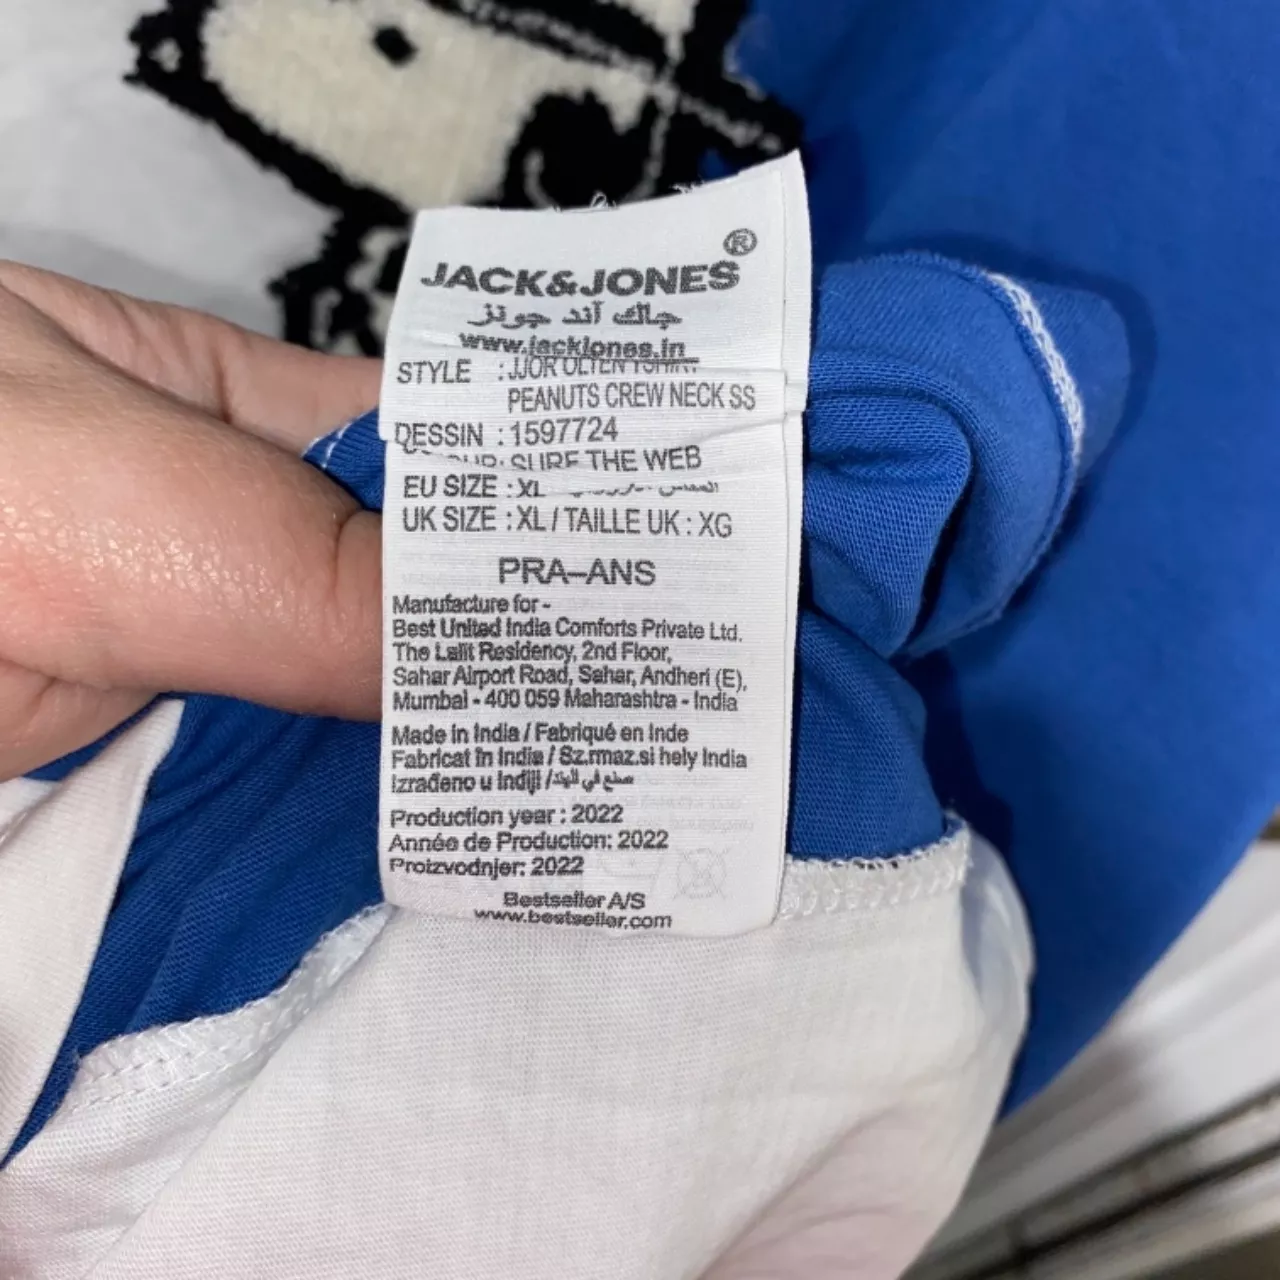 ®
JACK&JONES
جاك آند جونز
www.jackjones.in
STYLE : JJOR OLTEN TSHIRT
PEANUTS CREW NECK SS
DESSIN : 1597724
SURF THE WEB
EU SIZE : XL
UK SIZE : XL / TAILLE UK : XG
PRA–ANS
Manufacture for -
Best United India Comforts Private Ltd.
The Lalit Residency, 2nd Floor,
Sahar Airport Road, Sahar, Andheri (E),
Mumbai - 400 059 Maharashtra - India
Made in India / Fabriqué en Inde
Fabricat în India / Sz.rmaz.si hely India
Izrađeno u Indiji / صنع في الهند
Production year : 2022
Année de Production: 2022
Proizvodnjer: 2022
Bestseller A/S
www.bestseller.com